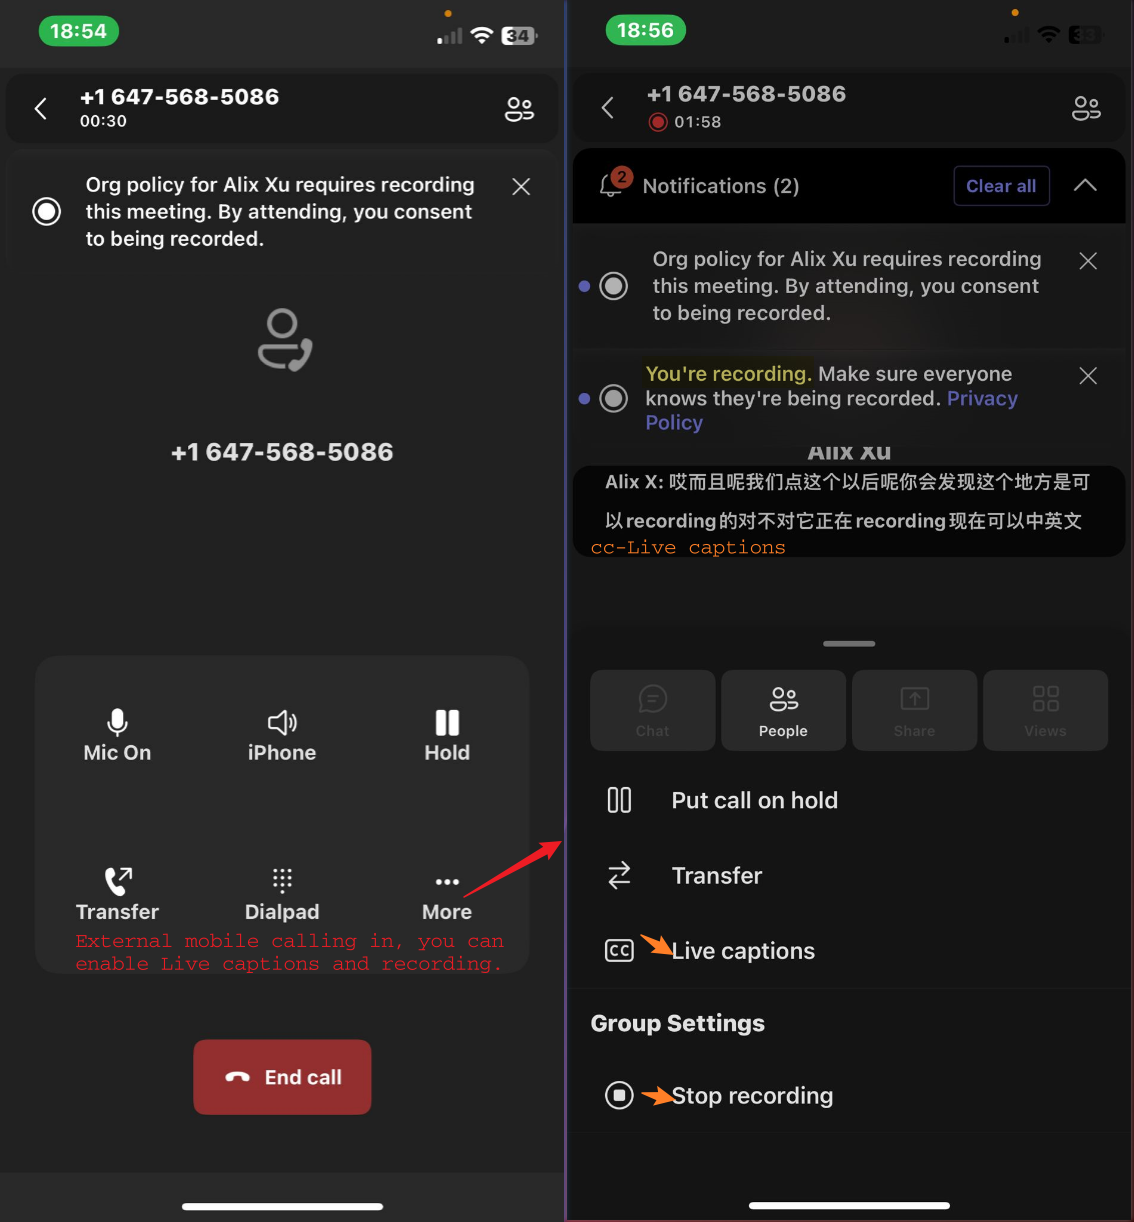 18:54
34
+1 647-568-5086
00:30
Org policy for Alix Xu requires recording
this meeting. By attending, you consent
to being recorded.
+1 647-568-5086
Mic On
iPhone
Hold
Transfer
Dialpad
More
External mobile calling in, you can
enable Live captions and recording.
End call
18:56
33
+1 647-568-5086
01:58
2
Notifications (2)
Clear all
Org policy for Alix Xu requires recording
this meeting. By attending, you consent
to being recorded.
You're recording. Make sure everyone
knows they're being recorded. Privacy
Policy
Alix Xu
Alix X: 哎而且呢我们点这个以后呢你会发现这个地方是可
以recording的对不对它正在recording现在可以中英文
cc-Live captions
Chat
People
Share
Views
Put call on hold
Transfer
CC
Live captions
Group Settings
Stop recording